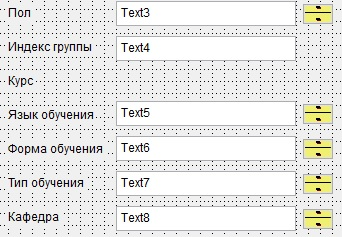 Пол Text3
Индекс группы Text4
Курс
Язык обучения Text5
Форма обучения Text6
Тип обучения Text7
Кафедра Text8